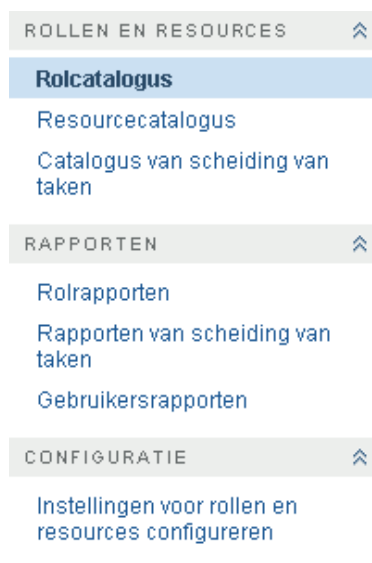 ROLLEN EN RESOURCES
Rolcatalogus
Resourcecatalogus
Catalogus van scheiding van
taken
RAPPORTEN
Rolrapporten
Rapporten van scheiding van
taken
Gebruikersrapporten
CONFIGURATIE
Instellingen voor rollen en
resources configureren